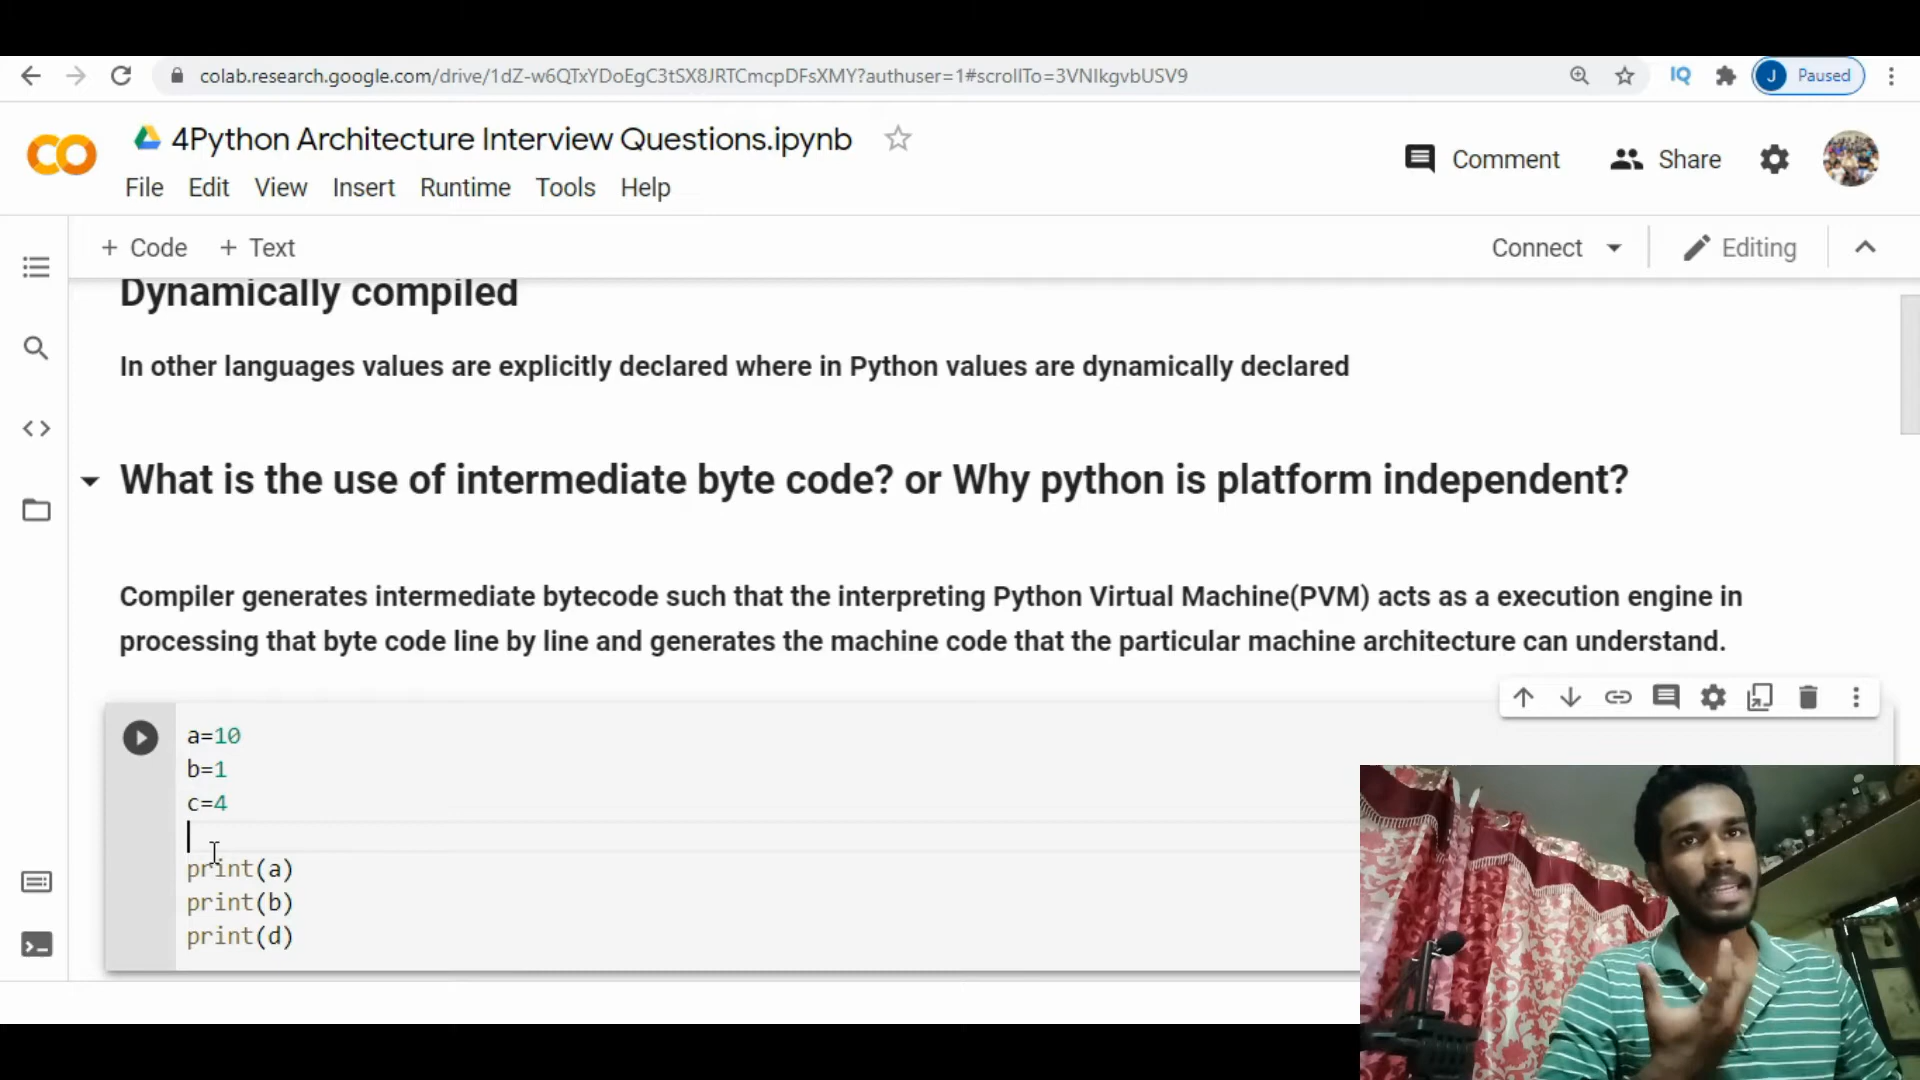 colab.research.google.com/drive/1dZ-w6QTxYDoEgC3tSX8JRTCmcpDFsXMY?authuser=1#scrollTo=3VNIkgvbUSV9
IQ
J Paused
4Python Architecture Interview Questions.ipynb
File Edit View Insert Runtime Tools Help
Comment Share
+ Code + Text
Connect Editing
Dynamically compiled
In other languages values are explicitly declared where in Python values are dynamically declared
What is the use of intermediate byte code? or Why python is platform independent?
Compiler generates intermediate bytecode such that the interpreting Python Virtual Machine(PVM) acts as a execution engine in
processing that byte code line by line and generates the machine code that the particular machine architecture can understand.
a=10
b=1
c=4
print(a)
print(b)
print(d)